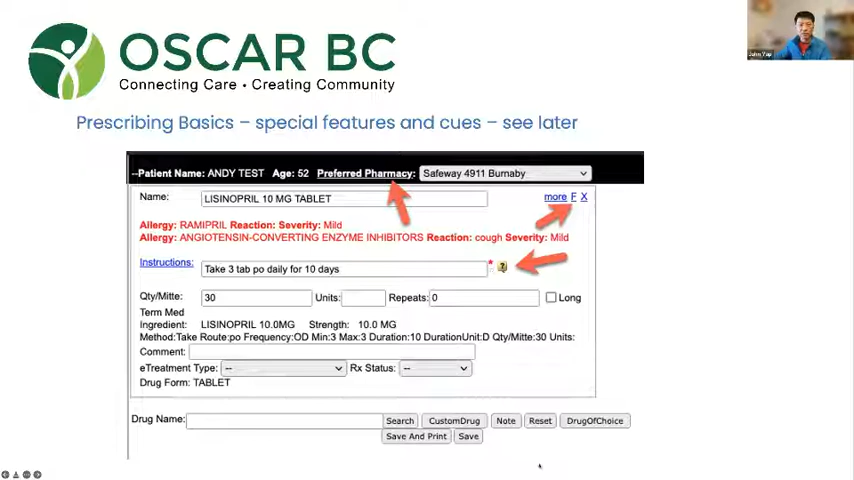 OSCAR BC
Connecting Care • Creating Community
John Yap
Prescribing Basics – special features and cues – see later
--Patient Name: ANDY TEST Age: 52 Preferred Pharmacy: Safeway 4911 Burnaby
Name: LISINOPRIL 10 MG TABLET more F X
Allergy: RAMIPRIL Reaction: Severity: Mild
Allergy: ANGIOTENSIN-CONVERTING ENZYME INHIBITORS Reaction: cough Severity: Mild
Instructions: Take 3 tab po daily for 10 days * ?
Qty/Mitte: 30 Units: Repeats: 0 Long
Term Med
Ingredient: LISINOPRIL 10.0MG Strength: 10.0 MG
Method:Take Route:po Frequency:OD Min:3 Max:3 Duration:10 DurationUnit:D Qty/Mitte:30 Units:
Comment:
eTreatment Type: -- Rx Status: --
Drug Form: TABLET
Drug Name: Search CustomDrug Note Reset DrugOfChoice
Save And Print Save